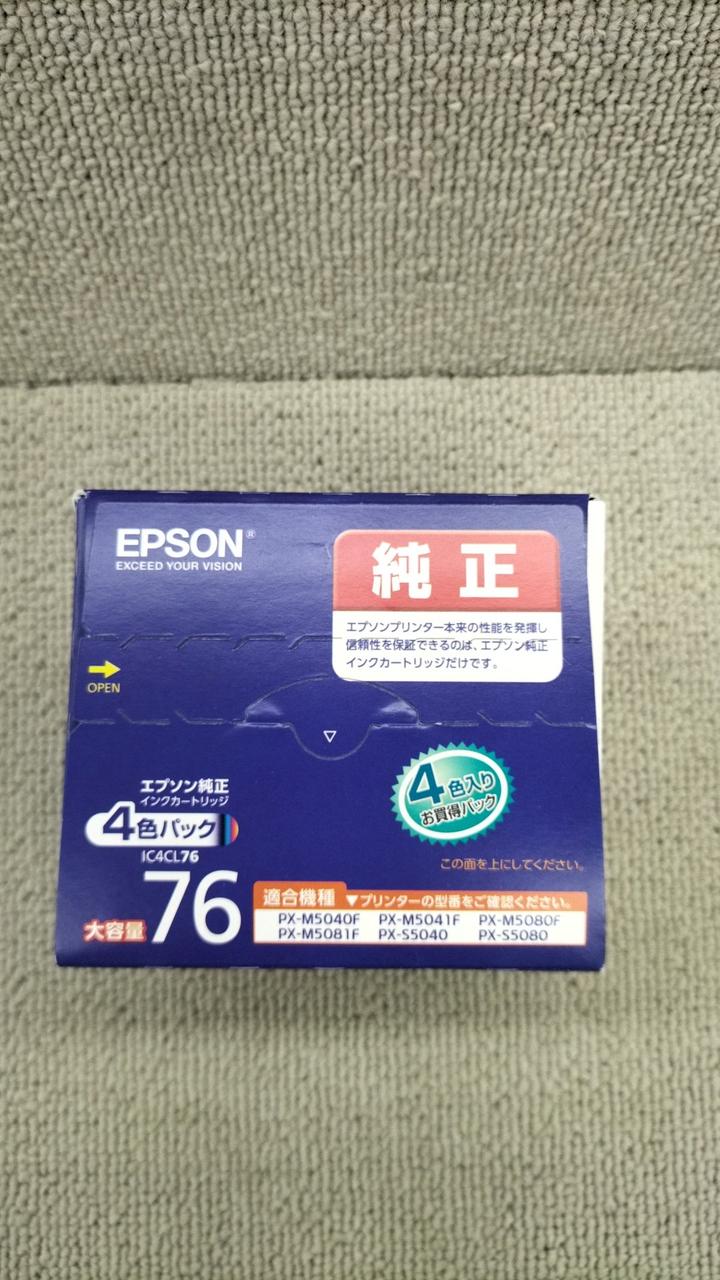 EPSON®
EXCEED YOUR VISION
純正
エプソンプリンター本来の性能を発揮し
信頼性を保証できるのは、エプソン純正
インクカートリッジだけです。
OPEN
エプソン純正
インクカートリッジ
4色パック
IC4CL76
大容量 76
4色入り
お買得パック
この面を上にしてください。
適合機種 ▼プリンターの型番をご確認ください。
PX-M5040F PX-M5041F PX-M5080F
PX-M5081F PX-S5040 PX-S5080